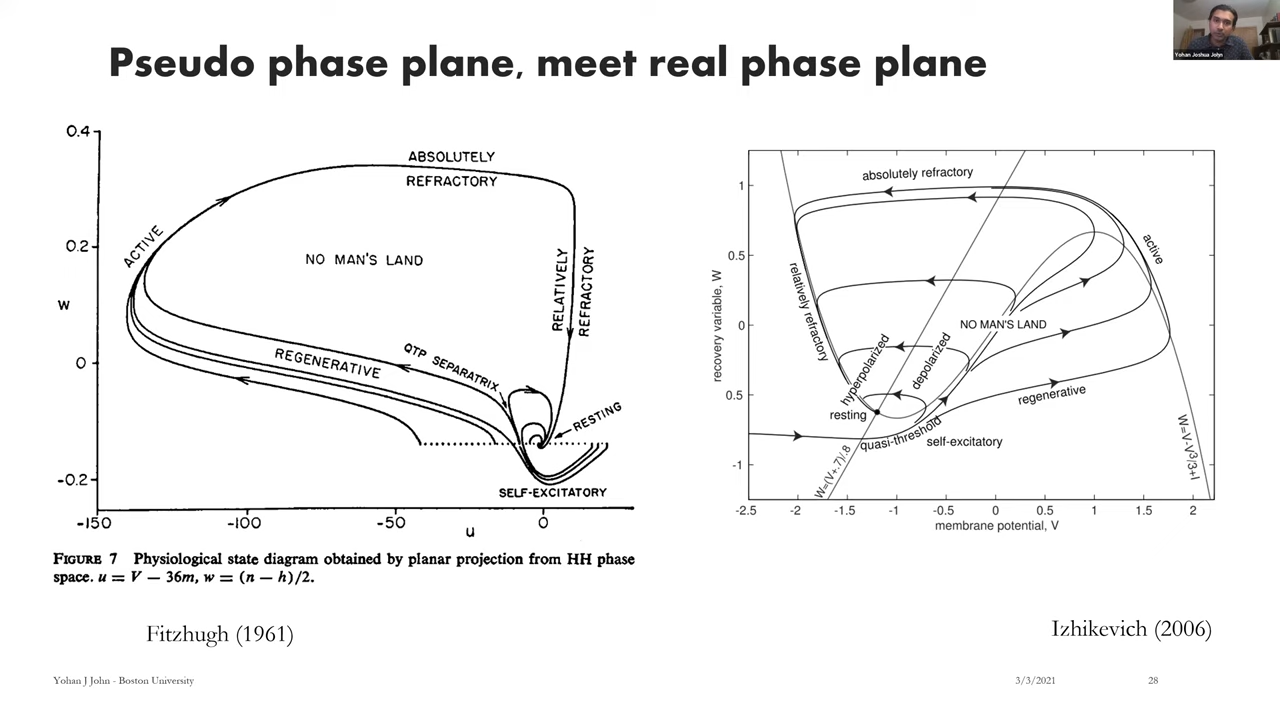 Pseudo phase plane, meet real phase plane
Yohan Joshua John
0.4
0.2
w
0
-0.2
-150
-100
-50
0
u
ABSOLUTELY
REFRACTORY
ACTIVE
NO MAN'S LAND
RELATIVELY
REFRACTORY
REGENERATIVE
QTP SEPARATRIX
RESTING
SELF-EXCITATORY
FIGURE 7 Physiological state diagram obtained by planar projection from HH phase
space. u = V − 36m, w = (n − h)/2.
Fitzhugh (1961)
1
0.5
0
0.5
-1
recovery variable, W
-2.5
-2
-1.5
-1
-0.5
0
0.5
1
1.5
2
membrane potential, V
absolutely refractory
active
relatively refractory
NO MAN'S LAND
hyperpolarized
depolarized
regenerative
resting
quasi-threshold
self-excitatory
W=(V+.7)/.8
W=V-V³/3+I
Izhikevich (2006)
Yohan J John - Boston University
3/3/2021
28